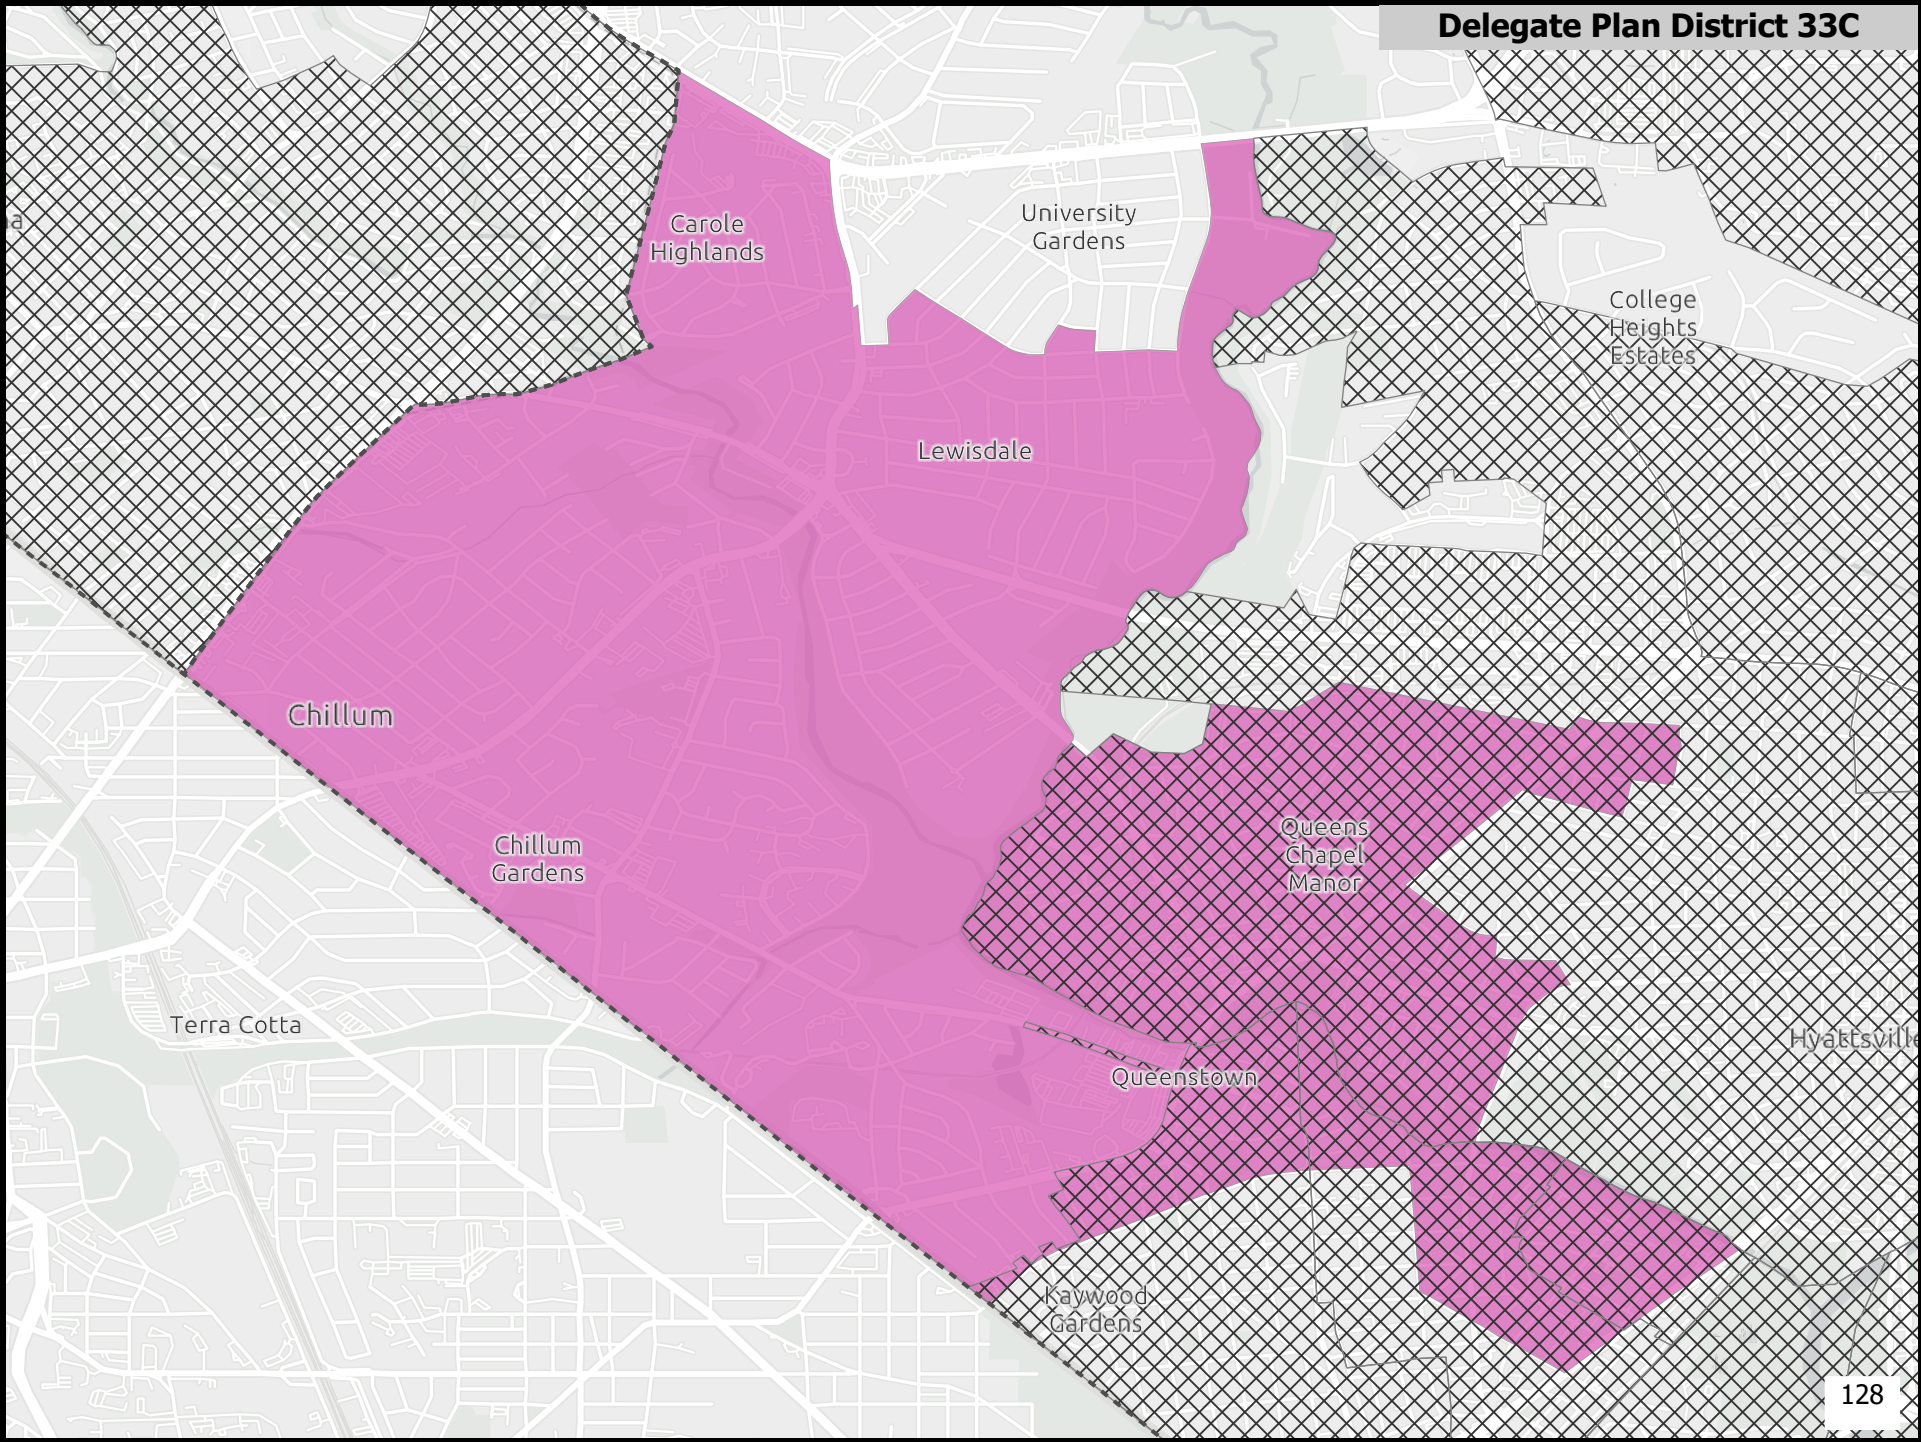 Delegate Plan District 33C
Carole
Highlands
University
Gardens
College
Heights
Estates
Lewisdale
Chillum
Chillum
Gardens
Queens
Chapel
Manor
Terra Cotta
Hyattsville
Queenstown
Kaywood
Gardens
128